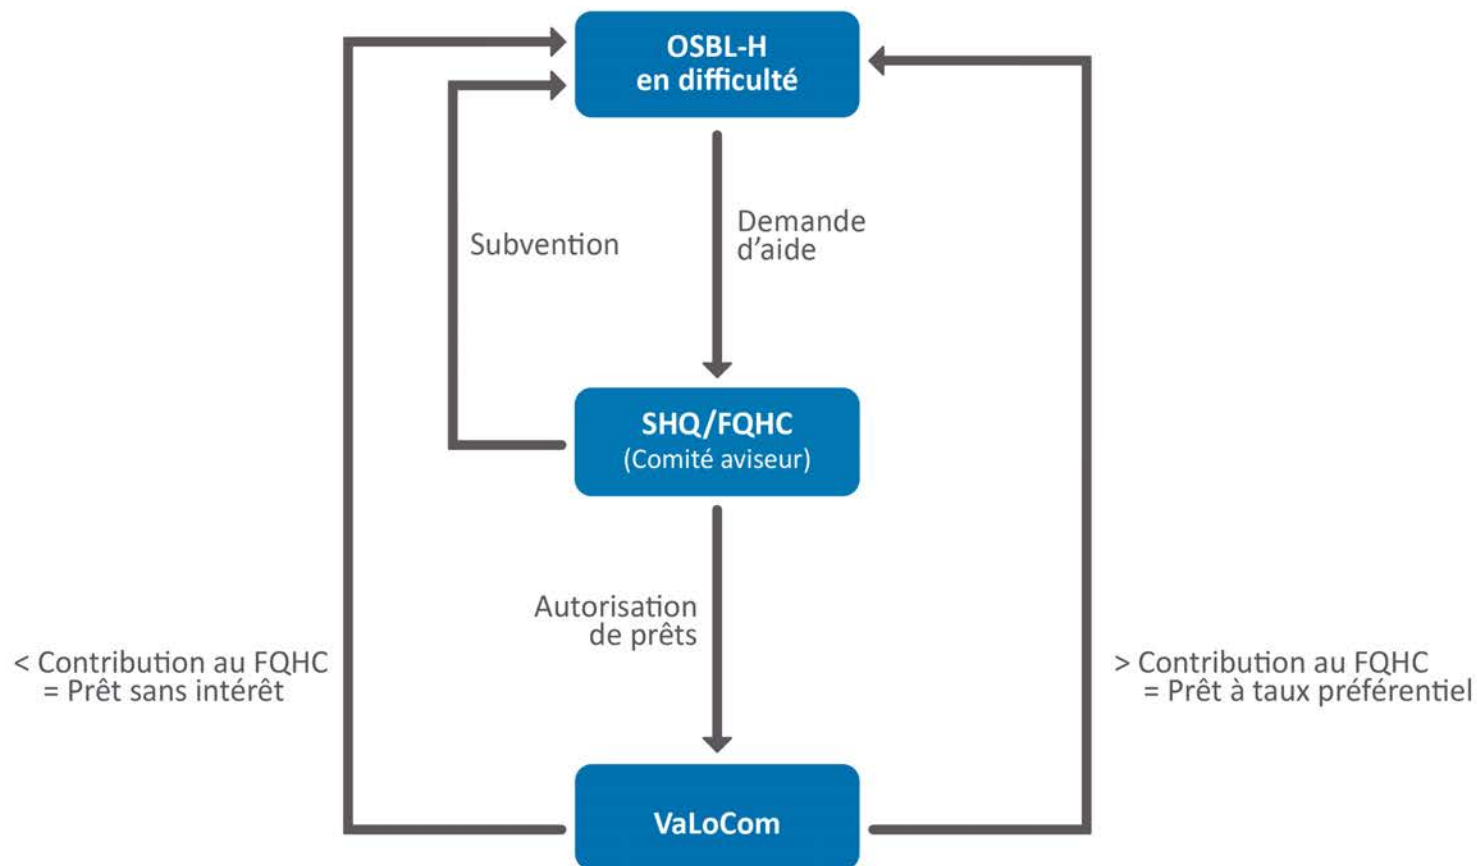 OSBL-H
en difficulté
Subvention
Demande
d’aide
SHQ/FQHC
(Comité aviseur)
Autorisation
de prêts
< Contribution au FQHC
= Prêt sans intérêt
> Contribution au FQHC
= Prêt à taux préférentiel
VaLoCom